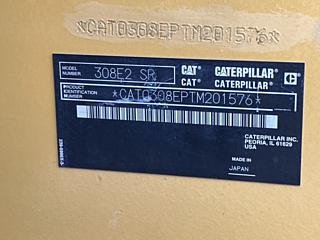 *CAT0308EPTM201576*
MODEL NUMBER 308E2 SR
CAT CATERPILLAR C
CAT CATERPILLAR
PRODUCT IDENTIFICATION NUMBER
*CAT0308EPTM201576*
CATERPILLAR INC.
PEORIA, IL 61629
USA
MADE IN
JAPAN